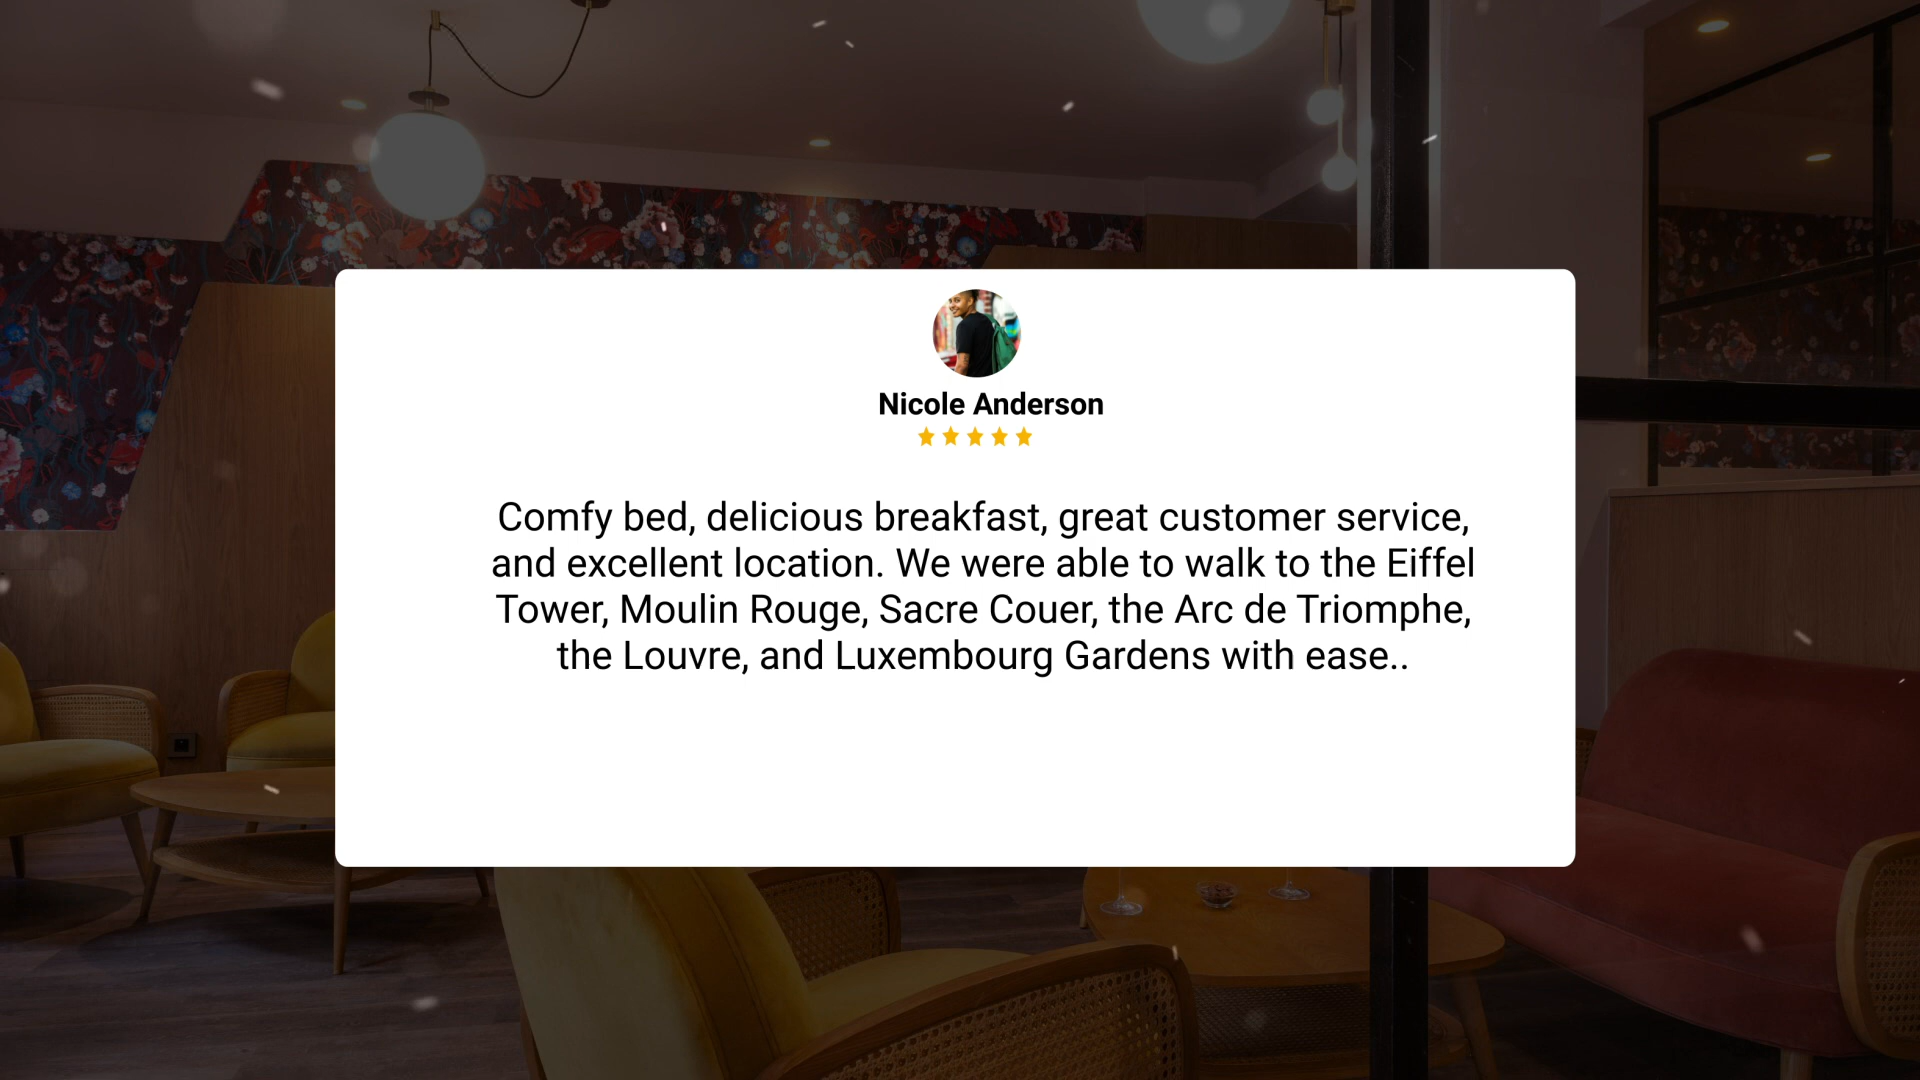 Nicole Anderson
Comfy bed, delicious breakfast, great customer service,
and excellent location. We were able to walk to the Eiffel
Tower, Moulin Rouge, Sacre Couer, the Arc de Triomphe,
the Louvre, and Luxembourg Gardens with ease..